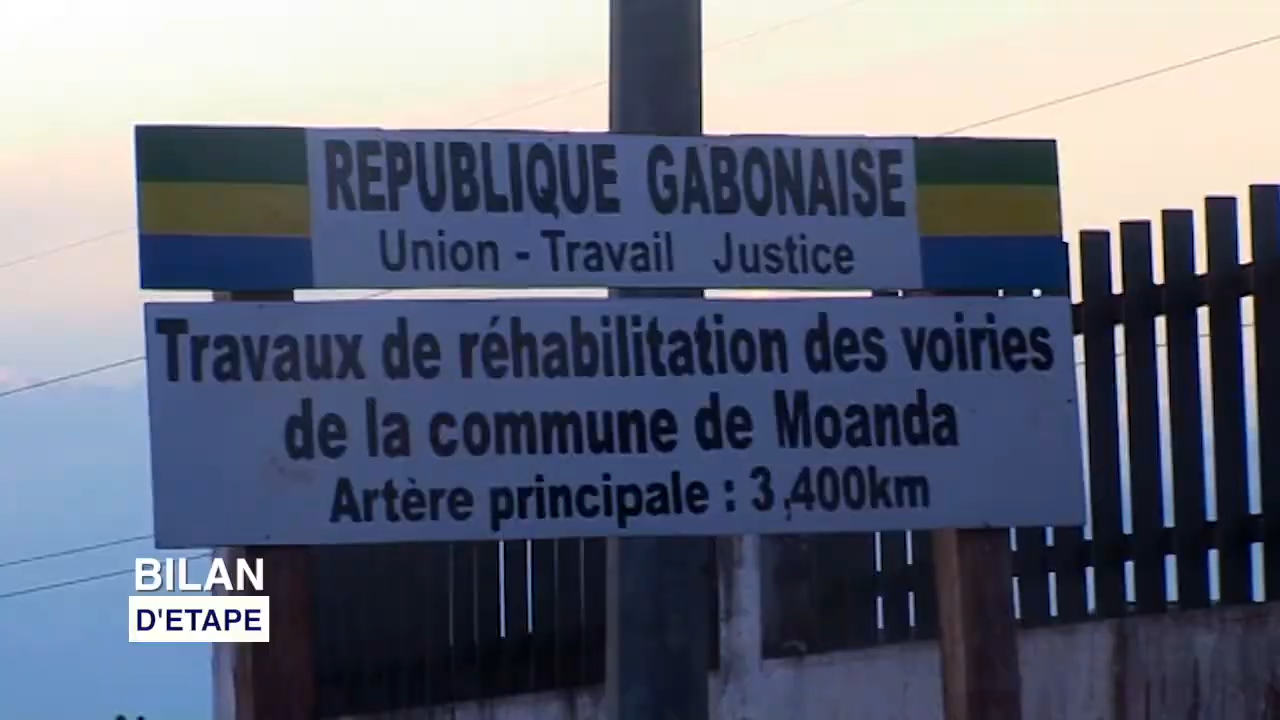 REPUBLIQUE GABONAISE
Union - Travail Justice
Travaux de réhabilitation des voiries
de la commune de Moanda
Artère principale : 3,400km
BILAN
D'ETAPE